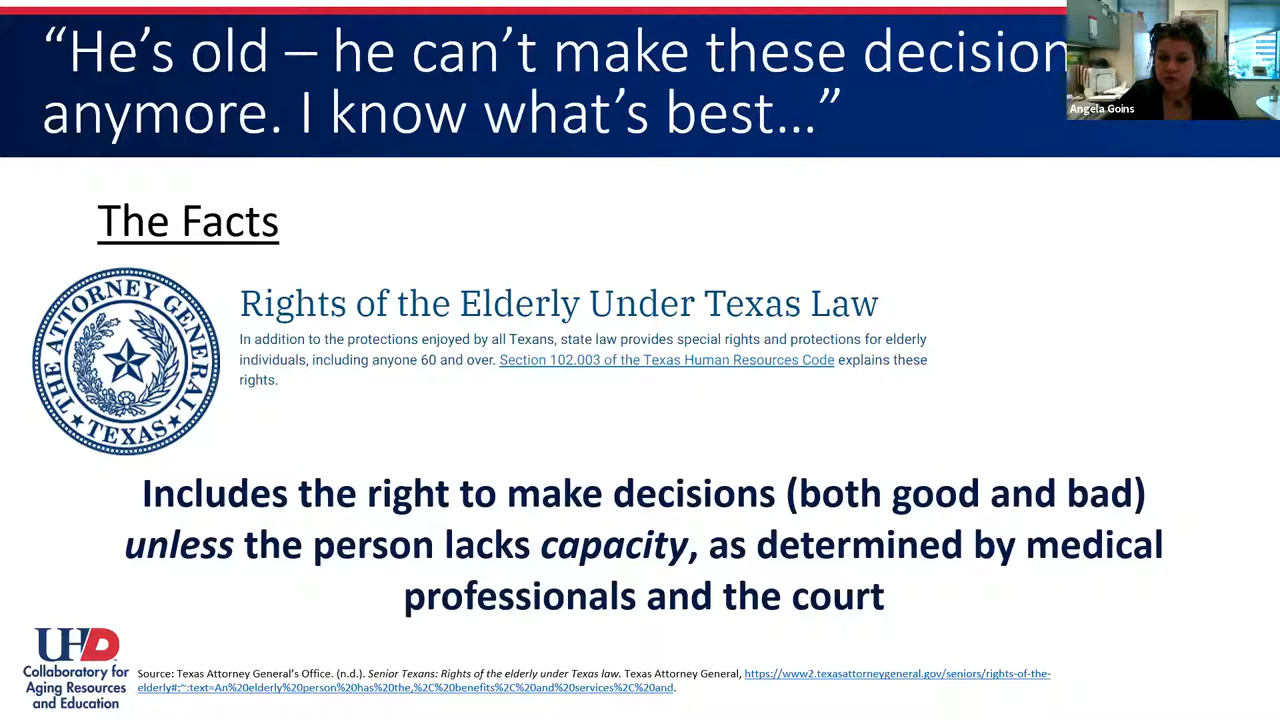 “He’s old – he can’t make these decision
anymore. I know what’s best…”
Angela Goins
The Facts
THE ATTORNEY GENERAL
TEXAS
Rights of the Elderly Under Texas Law
In addition to the protections enjoyed by all Texans, state law provides special rights and protections for elderly
individuals, including anyone 60 and over. Section 102.003 of the Texas Human Resources Code explains these
rights.
Includes the right to make decisions (both good and bad)
unless the person lacks capacity, as determined by medical
professionals and the court
UHD
Collaboratory for
Aging Resources
and Education
Source: Texas Attorney General’s Office. (n.d.). Senior Texans: Rights of the elderly under Texas law. Texas Attorney General, https://www2.texasattorneygeneral.gov/seniors/rights-of-the-
elderly#:~:text=An%20elderly%20person%20has%20the,%2C%20benefits%2C%20and%20services%2C%20and.